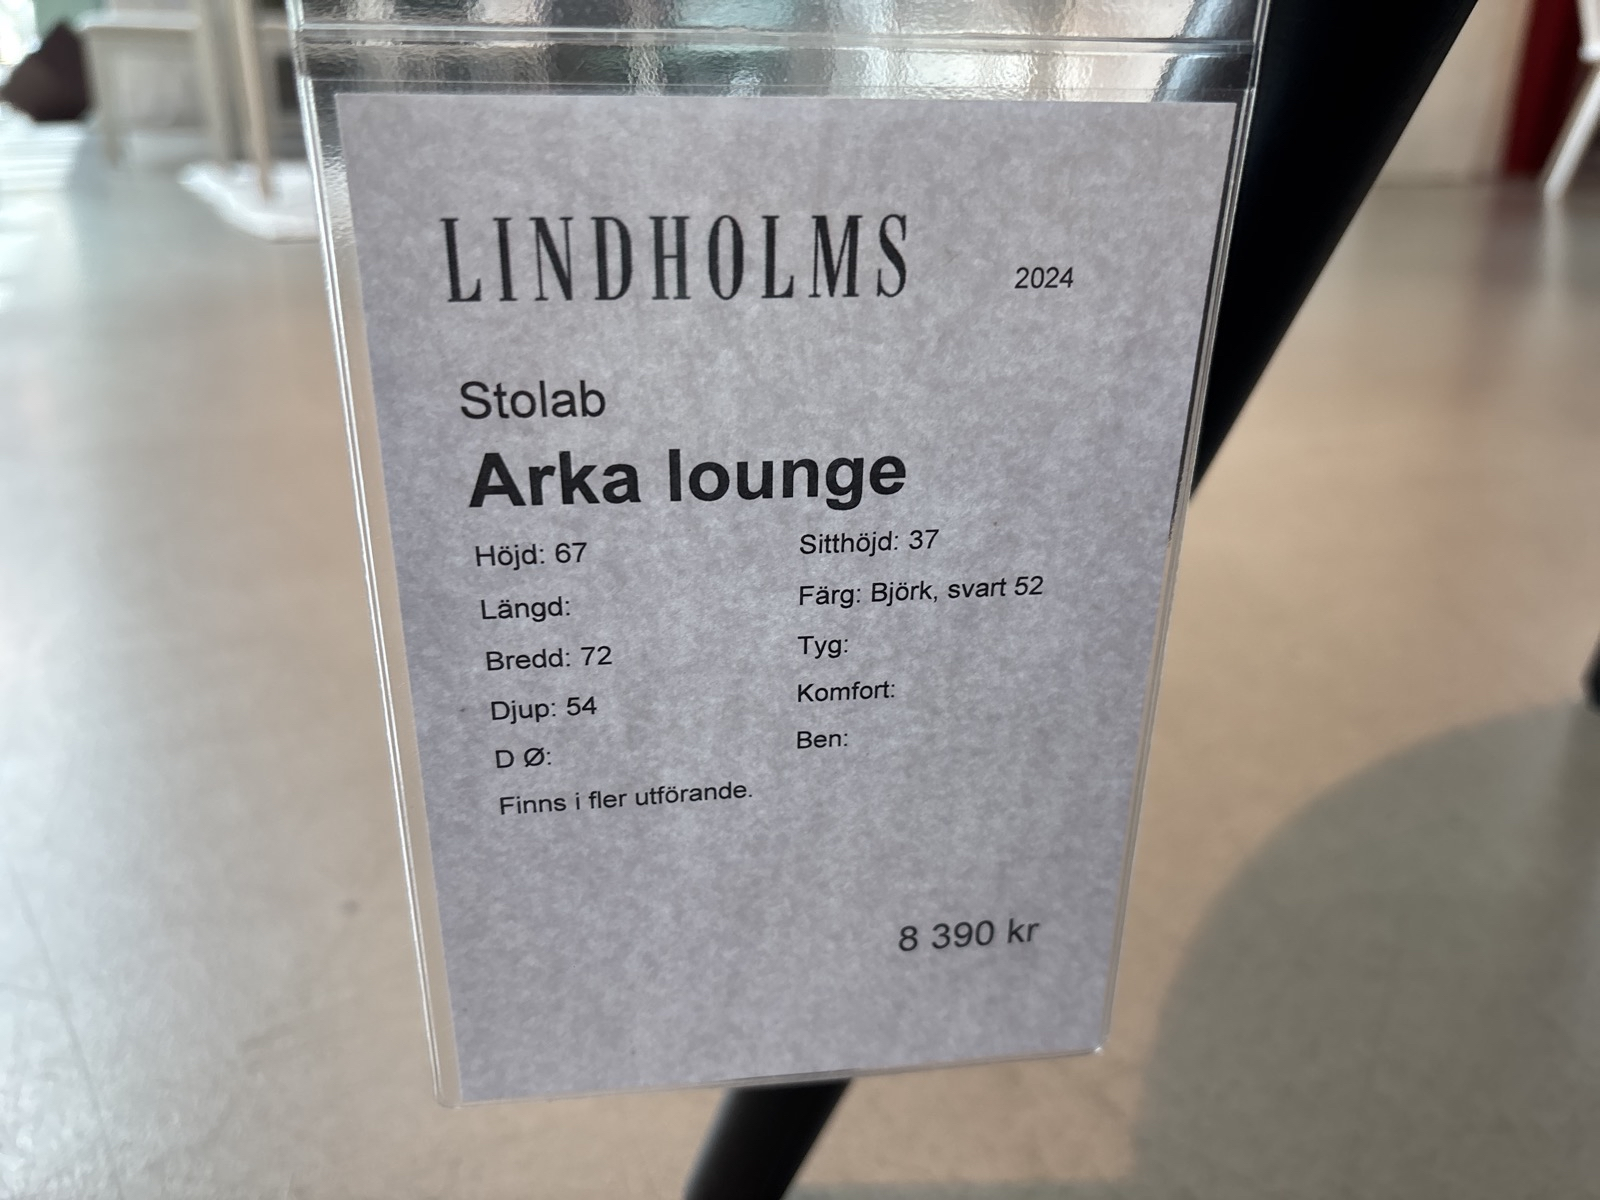 LINDHOLMS 2024
Stolab
Arka lounge
Höjd: 67 Sitthöjd: 37
Längd: Färg: Björk, svart 52
Bredd: 72 Tyg:
Djup: 54 Komfort:
D Ø: Ben:
Finns i fler utförande.
8 390 kr